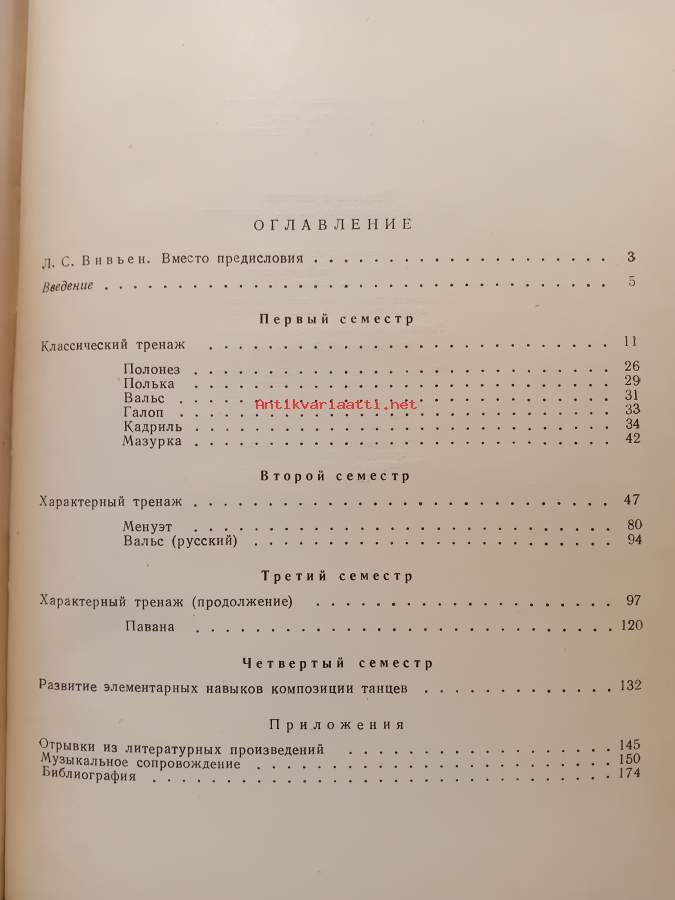 ОГЛАВЛЕНИЕ
Л. С. Вивьен. Вместо предисловия . . . . . . . . . . . . . . . . . . . . 3
Введение . . . . . . . . . . . . . . . . . . . . . . . . . . . . . . . . . . 5
Первый семестр
Классический тренаж . . . . . . . . . . . . . . . . . . . . . . . . . . . 11
Полонез . . . . . . . . . . . . . . . . . . . . . . . . . . . . 26
Полька . . . . . . . . . . . . . . . . . . . . . . . . . . . . 29
Вальс . . . . . . . . . . . . . . . . . . . . . . . . . . . . . 31
Antikvariaatti.net
Галоп . . . . . . . . . . . . . . . . . . . . . . . . . . . . . 33
Кадриль . . . . . . . . . . . . . . . . . . . . . . . . . . . . 34
Мазурка . . . . . . . . . . . . . . . . . . . . . . . . . . . . 42
Второй семестр
Характерный тренаж . . . . . . . . . . . . . . . . . . . . . . . . . . . . 47
Менуэт . . . . . . . . . . . . . . . . . . . . . . . . . . . . 80
Вальс (русский) . . . . . . . . . . . . . . . . . . . . . . . . 94
Третий семестр
Характерный тренаж (продолжение) . . . . . . . . . . . . . . . . . . . . 97
Павана . . . . . . . . . . . . . . . . . . . . . . . . . . . . 120
Четвертый семестр
Развитие элементарных навыков композиции танцев . . . . . . . . . . . . . 132
Приложения
Отрывки из литературных произведений . . . . . . . . . . . . . . . . . . 145
Музыкальное сопровождение . . . . . . . . . . . . . . . . . . . . . . . . 150
Библиография . . . . . . . . . . . . . . . . . . . . . . . . . . . . . . . 174